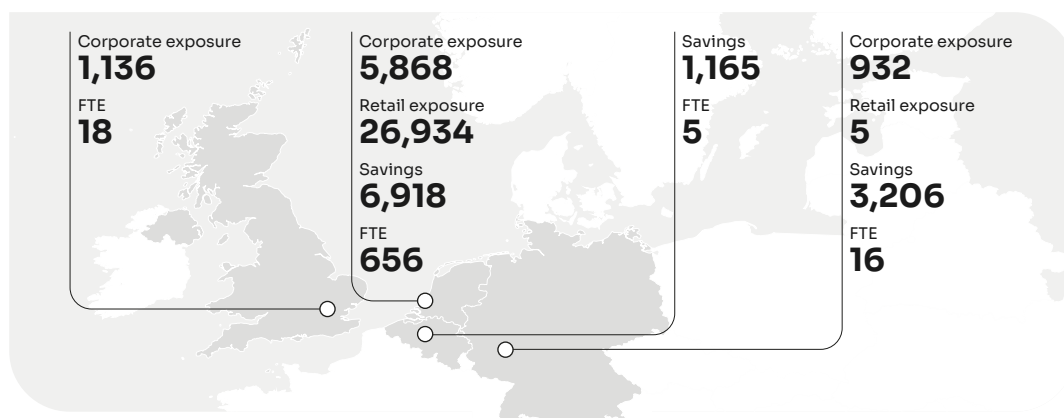 Corporate exposure
1,136
FTE
18
Corporate exposure
5,868
Retail exposure
26,934
Savings
6,918
FTE
656
Savings
1,165
FTE
5
Corporate exposure
932
Retail exposure
5
Savings
3,206
FTE
16